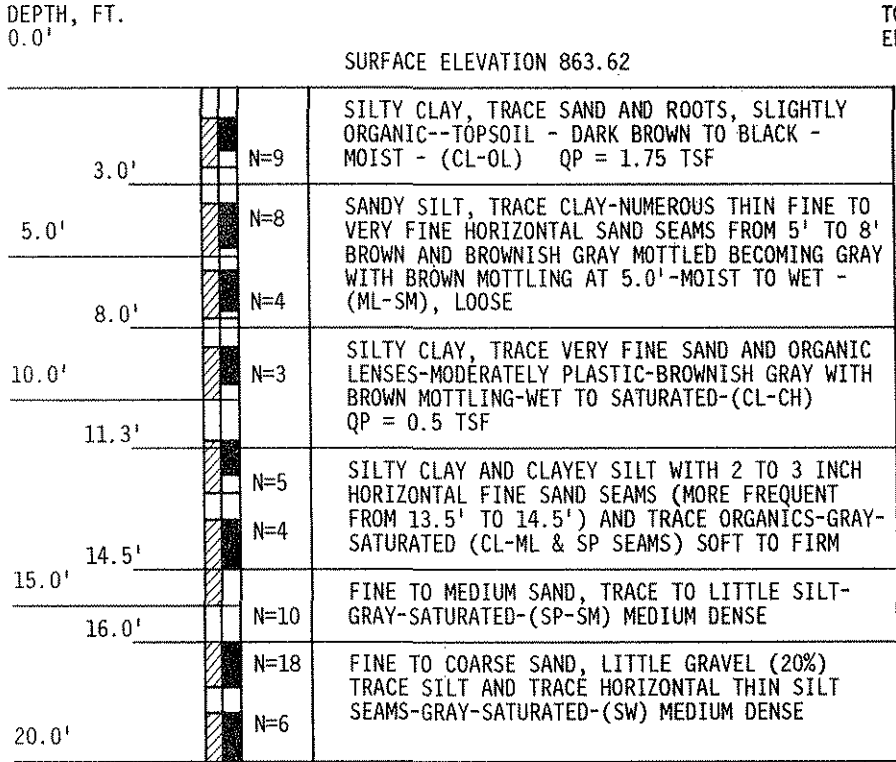 DEPTH, FT.
0.0'
SURFACE ELEVATION 863.62
SILTY CLAY, TRACE SAND AND ROOTS, SLIGHTLY
ORGANIC--TOPSOIL - DARK BROWN TO BLACK -
MOIST - (CL-OL) QP = 1.75 TSF
N=9
3.0'
SANDY SILT, TRACE CLAY-NUMEROUS THIN FINE TO
VERY FINE HORIZONTAL SAND SEAMS FROM 5' TO 8'
BROWN AND BROWNISH GRAY MOTTLED BECOMING GRAY
WITH BROWN MOTTLING AT 5.0'-MOIST TO WET -
(ML-SM), LOOSE
N=8
5.0'
N=4
8.0'
SILTY CLAY, TRACE VERY FINE SAND AND ORGANIC
LENSES-MODERATELY PLASTIC-BROWNISH GRAY WITH
BROWN MOTTLING-WET TO SATURATED-(CL-CH)
QP = 0.5 TSF
N=3
10.0'
11.3'
SILTY CLAY AND CLAYEY SILT WITH 2 TO 3 INCH
HORIZONTAL FINE SAND SEAMS (MORE FREQUENT
FROM 13.5' TO 14.5') AND TRACE ORGANICS-GRAY-
SATURATED (CL-ML & SP SEAMS) SOFT TO FIRM
N=5
N=4
14.5'
15.0'
FINE TO MEDIUM SAND, TRACE TO LITTLE SILT-
GRAY-SATURATED-(SP-SM) MEDIUM DENSE
N=10
16.0'
FINE TO COARSE SAND, LITTLE GRAVEL (20%)
TRACE SILT AND TRACE HORIZONTAL THIN SILT
SEAMS-GRAY-SATURATED-(SW) MEDIUM DENSE
N=18
N=6
20.0'